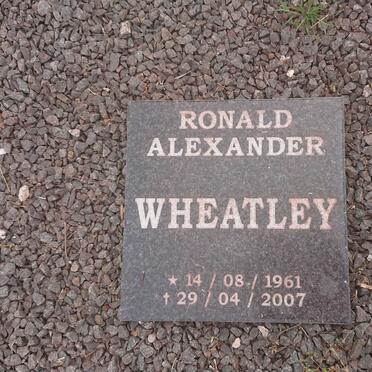 RONALD
ALEXANDER
WHEATLEY
★ 14 / 08 / 1961
✝ 29 / 04 / 2007